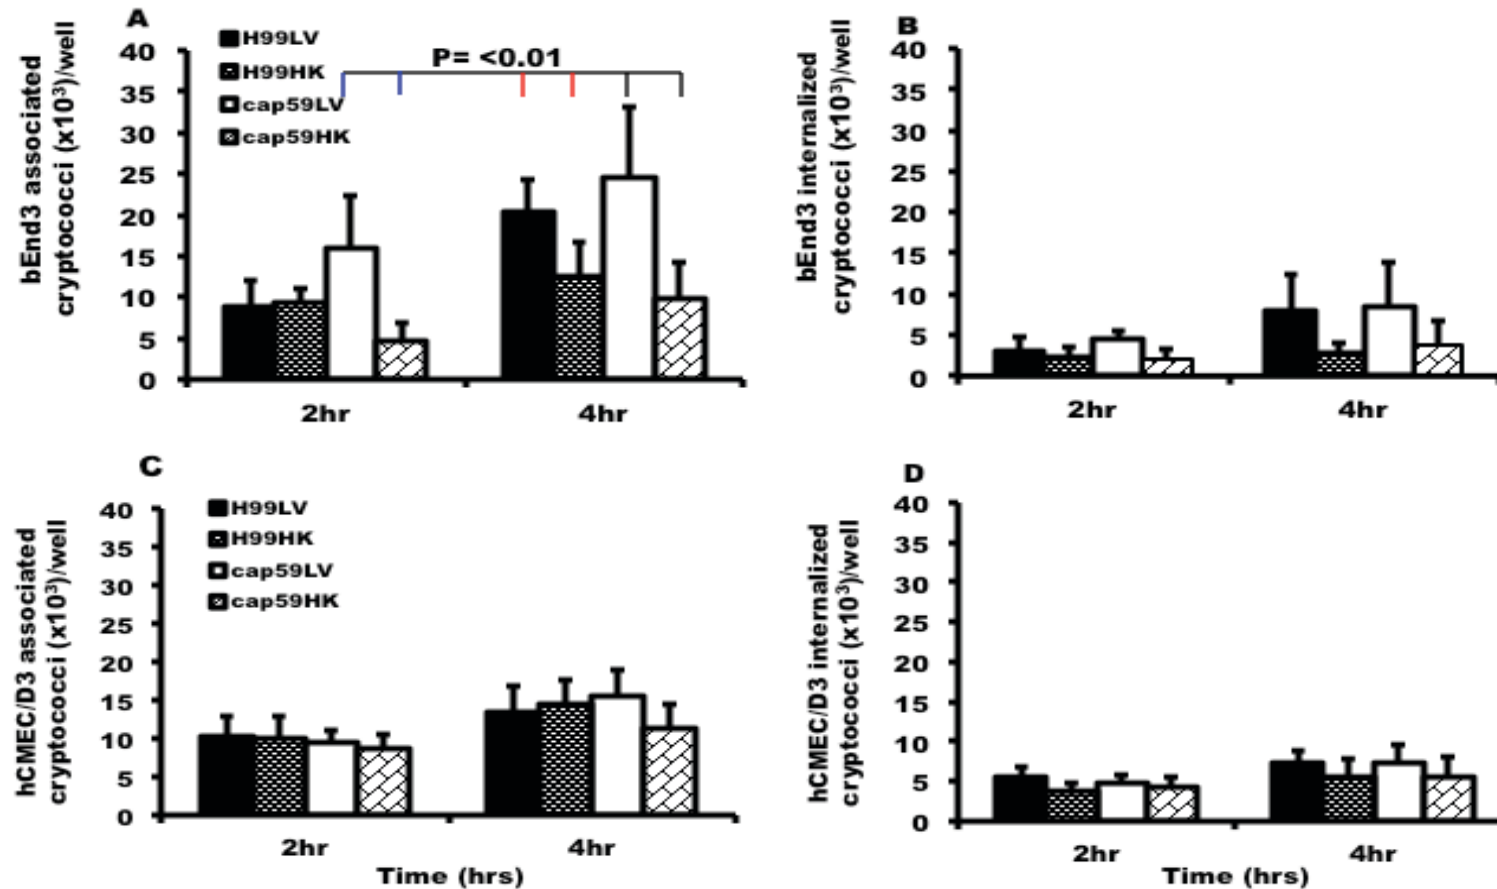 A
bEnd3 associated
cryptococci (x10³)/well
40
35
30
25
20
15
10
5
0
H99LV
H99HK
cap59LV
cap59HK
P= <0.01
2hr
4hr
B
bEnd3 internalized
cryptococci (x10³)/well
40
35
30
25
20
15
10
5
0
2hr
4hr
C
hCMEC/D3 associated
cryptococci (x10³)/well
40
35
30
25
20
15
10
5
0
H99LV
H99HK
cap59LV
cap59HK
2hr
4hr
Time (hrs)
D
hCMEC/D3 internalized
cryptococci (x10³)/well
40
35
30
25
20
15
10
5
0
2hr
4hr
Time (hrs)